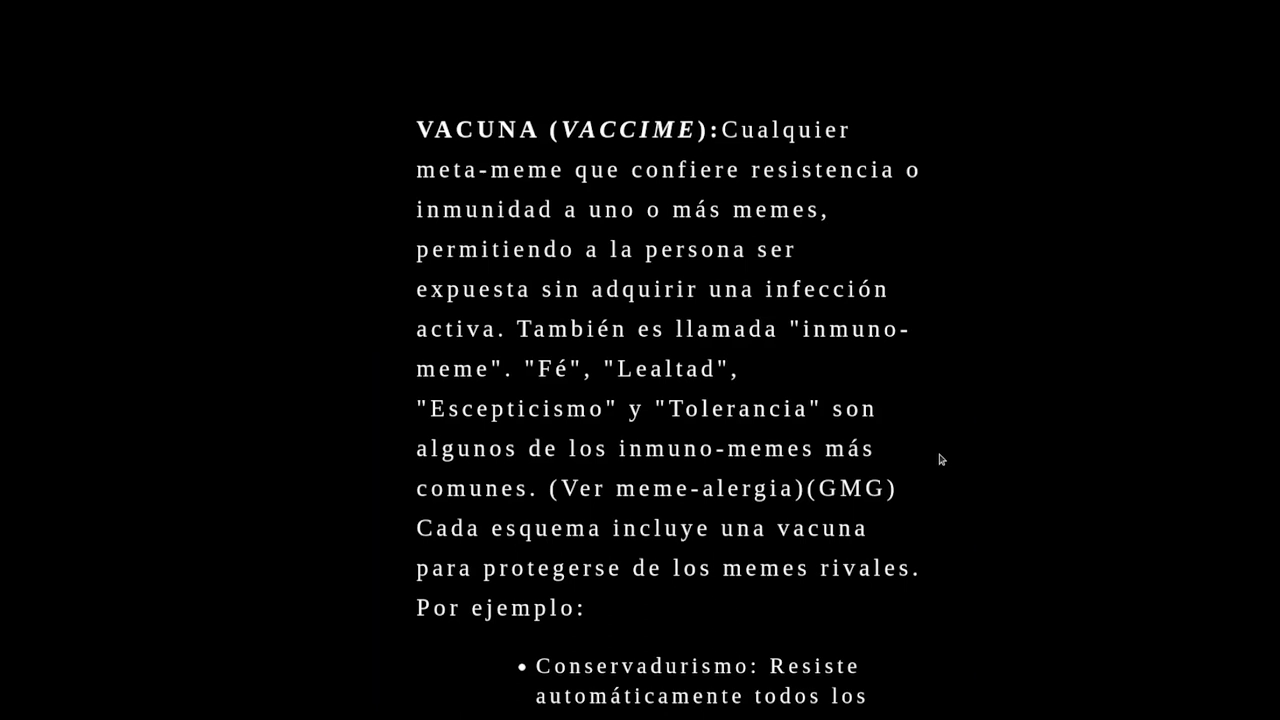 VACUNA (VACCIME):Cualquier
meta-meme que confiere resistencia o
inmunidad a uno o más memes,
permitiendo a la persona ser
expuesta sin adquirir una infección
activa. También es llamada "inmuno-
meme". "Fé", "Lealtad",
"Escepticismo" y "Tolerancia" son
algunos de los inmuno-memes más
comunes. (Ver meme-alergia)(GMG)
Cada esquema incluye una vacuna
para protegerse de los memes rivales.
Por ejemplo:
• Conservadurismo: Resiste
automáticamente todos los